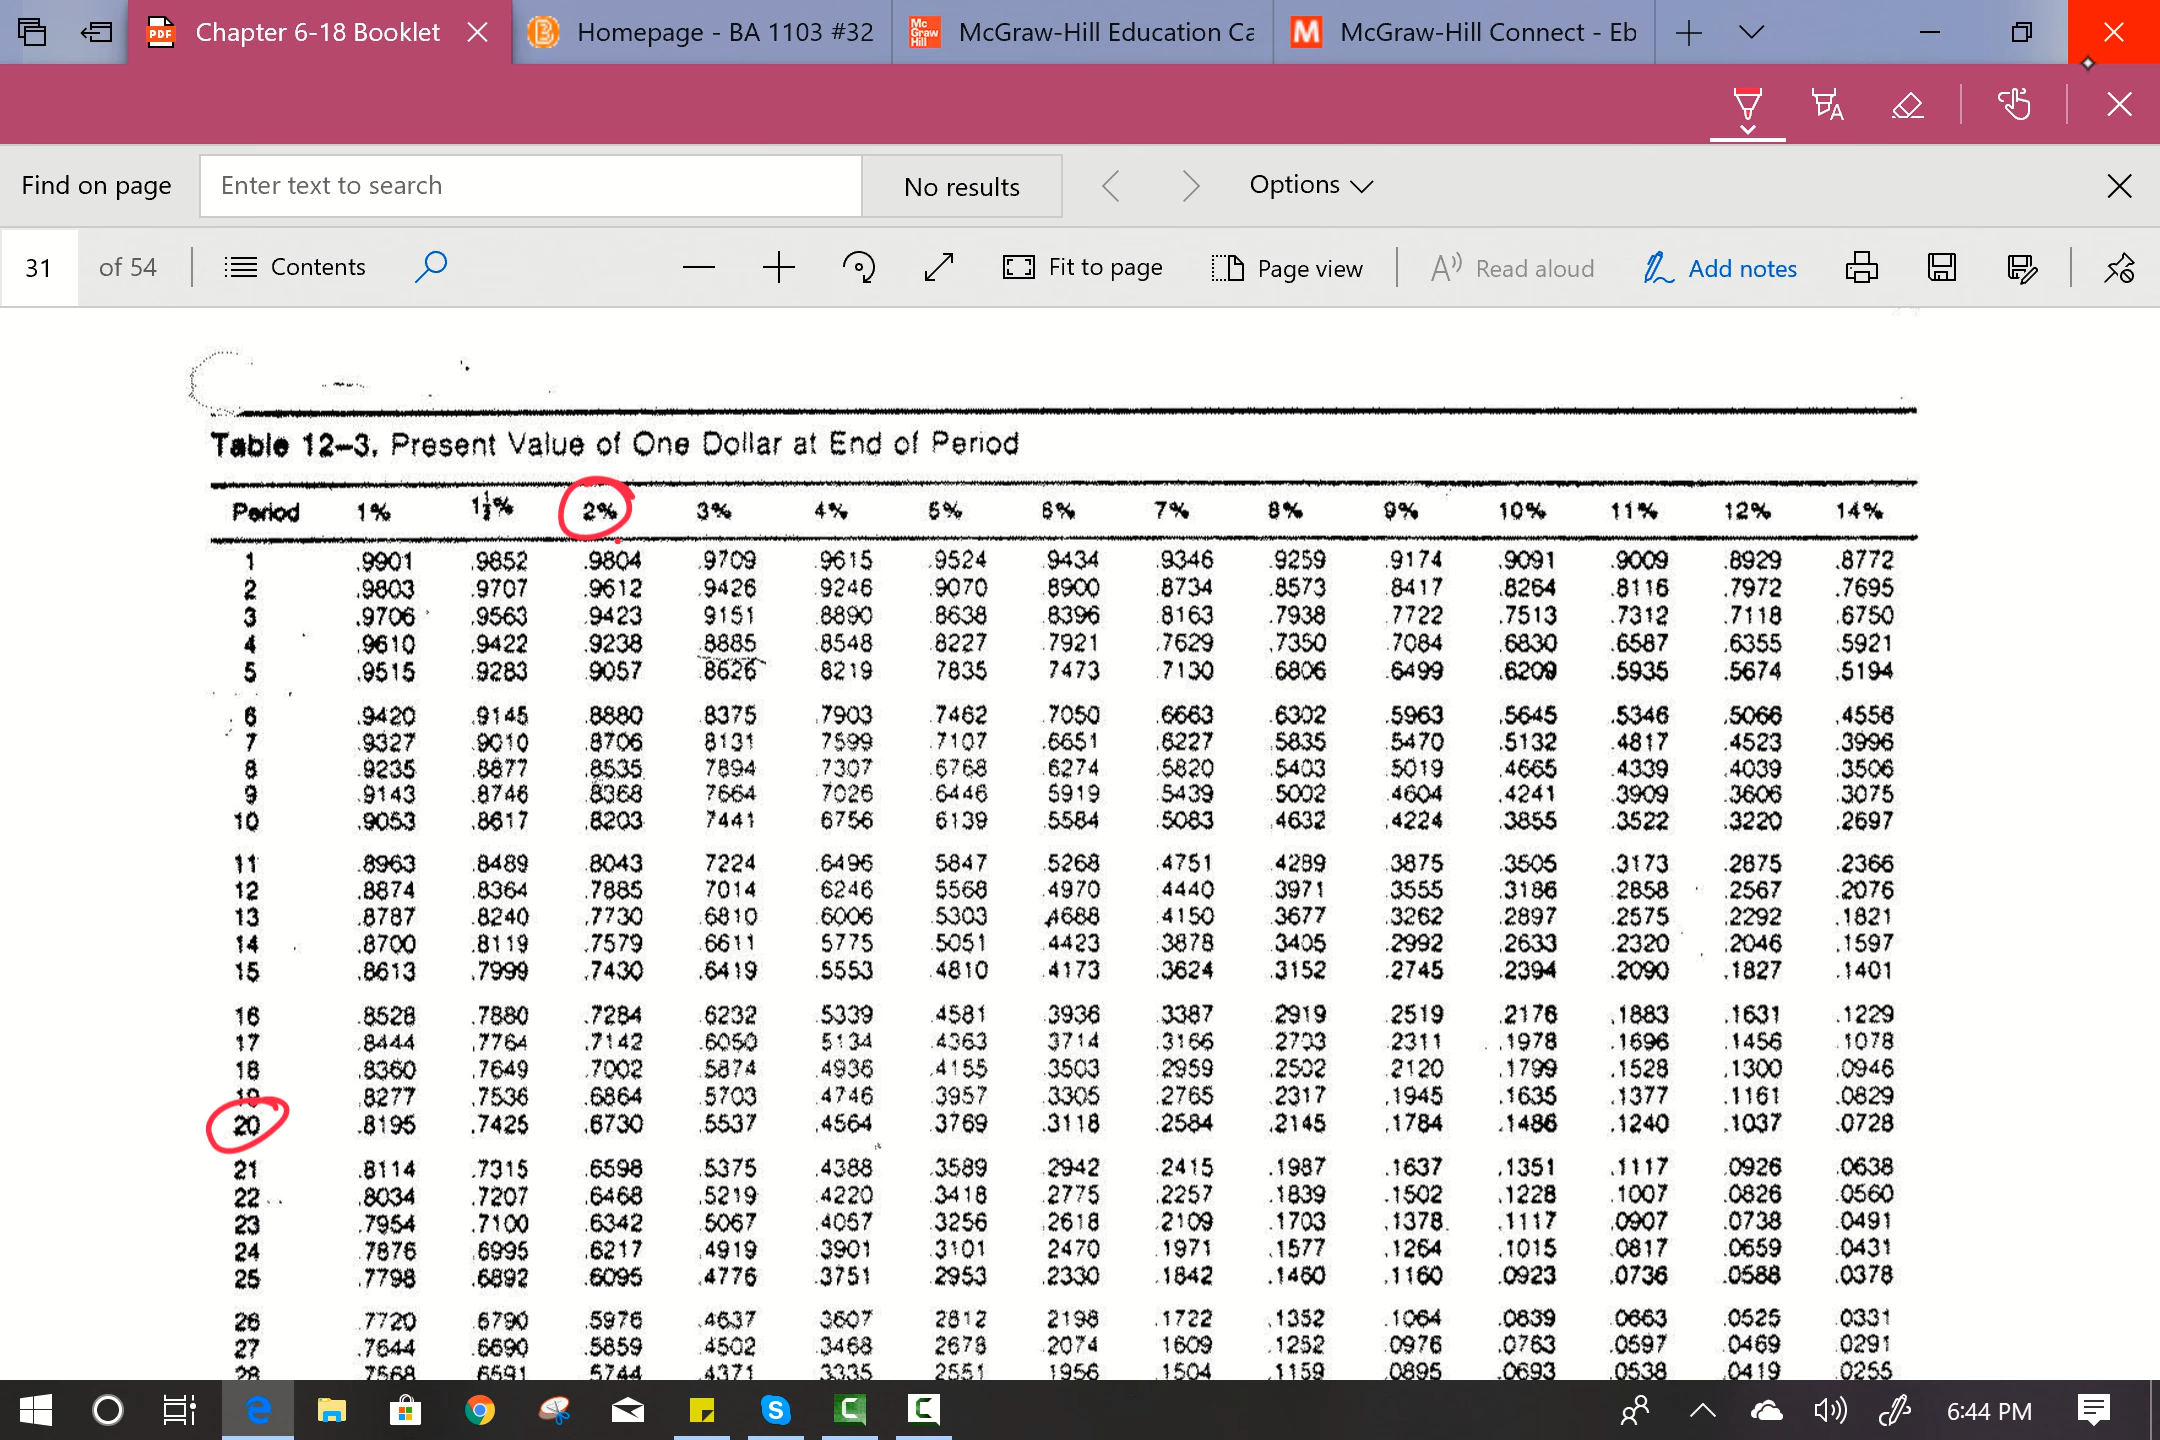 Chapter 6-18 Booklet
Homepage - BA 1103 #32
McGraw-Hill Education Ca
McGraw-Hill Connect - Eb
Find on page Enter text to search No results Options
31 of 54 Contents Fit to page Page view Read aloud Add notes
Table 12-3. Present Value of One Dollar at End of Period
Period 1% 1½% 2% 3% 4% 5% 6% 7% 8% 9% 10% 11% 12% 14%
1 .9901 .9852 .9804 .9709 .9615 .9524 .9434 .9346 .9259 .9174 .9091 .9009 .8929 .8772
2 .9803 .9707 .9612 .9426 .9246 .9070 .8900 .8734 .8573 .8417 .8264 .8116 .7972 .7695
3 .9706 .9563 .9423 9151 .8890 .8638 .8396 .8163 .7938 .7722 .7513 .7312 .7118 .6750
4 .9610 .9422 .9238 .8885 .8548 .8227 .7921 .7629 .7350 .7084 .6830 .6587 .6355 .5921
5 .9515 .9283 .9057 .8626 8219 7835 .7473 .7130 .6806 .6499 .6209 .5935 .5674 .5194
6 .9420 .9145 .8880 8375 .7903 .7462 .7050 .6663 .6302 .5963 .5645 .5346 .5066 .4556
7 .9327 .9010 .8706 8131 .7599 .7107 .6651 .6227 .5835 .5470 .5132 .4817 .4523 .3996
8 .9235 .8877 .8535 7894 .7307 .6768 .6274 .5820 .5403 .5019 .4665 .4339 .4039 .3506
9 .9143 .8746 .8368 7664 7026 .6446 5919 .5439 .5002 .4604 .4241 .3909 .3606 .3075
10 .9053 .8617 .8203 7441 6756 6139 .5584 .5083 .4632 .4224 .3855 .3522 .3220 .2697
11 .8963 .8489 .8043 7224 .6496 5847 .5268 .4751 .4289 .3875 .3505 .3173 .2875 .2366
12 .8874 .8364 .7885 7014 6246 5568 .4970 .4440 .3971 .3555 .3186 .2858 .2567 .2076
13 .8787 .8240 .7730 6810 .6006 .5303 .4688 .4150 .3677 .3262 .2897 .2575 .2292 .1821
14 .8700 .8119 .7579 6611 5775 .5051 .4423 .3878 .3405 .2992 .2633 .2320 .2046 .1597
15 .8613 .7999 .7430 .6419 .5553 .4810 .4173 .3624 .3152 .2745 .2394 .2090 .1827 .1401
16 .8528 .7880 .7284 .6232 .5339 .4581 .3936 .3387 .2919 .2519 .2176 .1883 .1631 .1229
17 .8444 .7764 .7142 .6050 5134 .4363 3714 .3166 .2703 .2311 .1978 .1696 .1456 .1078
18 .8360 .7649 .7002 .5874 .4936 .4155 .3503 .2959 .2502 .2120 .1799 .1528 .1300 .0946
19 .8277 .7536 .6864 .5703 .4746 .3957 .3305 .2765 .2317 .1945 .1635 .1377 .1161 .0829
20 .8195 .7425 .6730 .5537 .4564 .3769 .3118 .2584 .2145 .1784 .1486 .1240 .1037 .0728
21 .8114 .7315 .6598 .5375 .4388 .3589 .2942 .2415 .1987 .1637 .1351 .1117 .0926 .0638
22 .8034 .7207 .6468 .5219 .4220 .3418 .2775 .2257 .1839 .1502 .1228 .1007 .0826 .0560
23 .7954 .7100 .6342 .5067 .4057 .3256 .2618 .2109 .1703 .1378 .1117 .0907 .0738 .0491
24 .7876 .6995 .6217 .4919 .3901 .3101 2470 .1971 .1577 .1264 .1015 .0817 .0659 .0431
25 .7798 .6892 .6095 .4776 .3751 .2953 .2330 .1842 .1460 .1160 .0923 .0736 .0588 .0378
26 .7720 .6790 .5976 .4637 .3607 2812 2198 .1722 .1352 .1064 .0839 .0663 .0525 .0331
27 .7644 .6690 .5859 .4502 .3468 2678 .2074 1609 .1252 .0976 .0763 .0597 .0469 .0291
28 .7568 .6591 .5744 .4371 .3335 .2551 .1956 .1504 .1159 .0895 .0693 .0538 .0419 .0255
6:44 PM